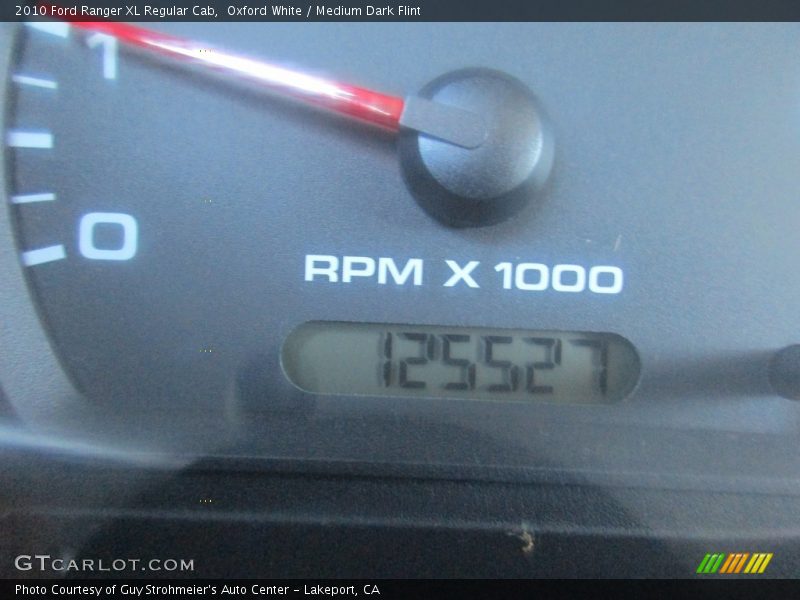 2010 Ford Ranger XL Regular Cab,  Oxford White / Medium Dark Flint
1
0
RPM X 1000
125527
GTCARLOT.COM
Photo Courtesy of Guy Strohmeier's Auto Center – Lakeport, CA